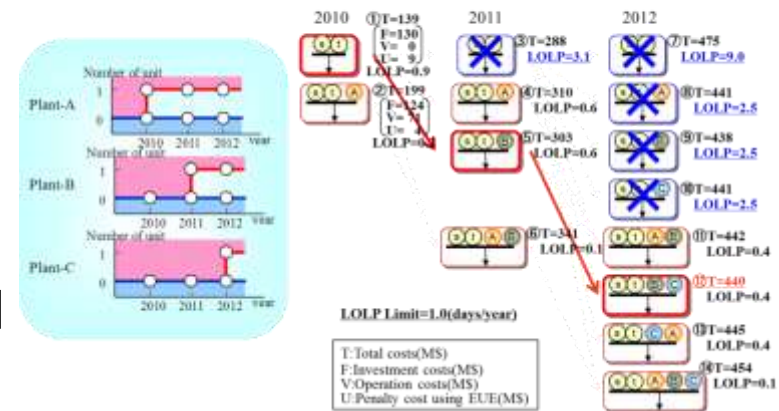 2010
2011
2012
①T=139
F=130
V= 0
U= 9
LOLP=0.9
②T=199
F=124
LOLP=
③T=288
LOLP=3.1
④T=310
LOLP=0.6
⑤T=303
LOLP=0.6
⑥T=341
LOLP=0.1
⑦T=475
LOLP=9.0
⑧T=441
LOLP=2.5
⑨T=438
LOLP=2.5
⑩T=441
LOLP=2.5
⑪T=442
LOLP=0.4
⑫T=440
LOLP=0.4
⑬T=445
LOLP=0.4
⑭T=454
LOLP=0.1
s t
s t A
s t A
s t B
s t A B
s t A B
s t B C
s t C A
s t A B C
Number of unit
Plant-A
1
0
2010 2011 2012 year
Number of unit
Plant-B
1
0
2010 2011 2012 year
Number of unit
Plant-C
1
0
2010 2011 2012 year
LOLP Limit=1.0(days/year)
T:Total costs(M$)
F:Investment costs(M$)
V:Operation costs(M$)
U:Penalty cost using EUE(M$)